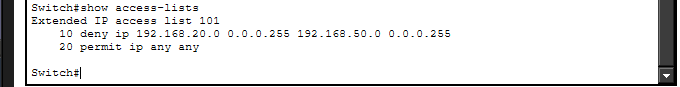 Switch#show access-lists
Extended IP access list 101
    10 deny ip 192.168.20.0 0.0.0.255 192.168.50.0 0.0.0.255
    20 permit ip any any
Switch#